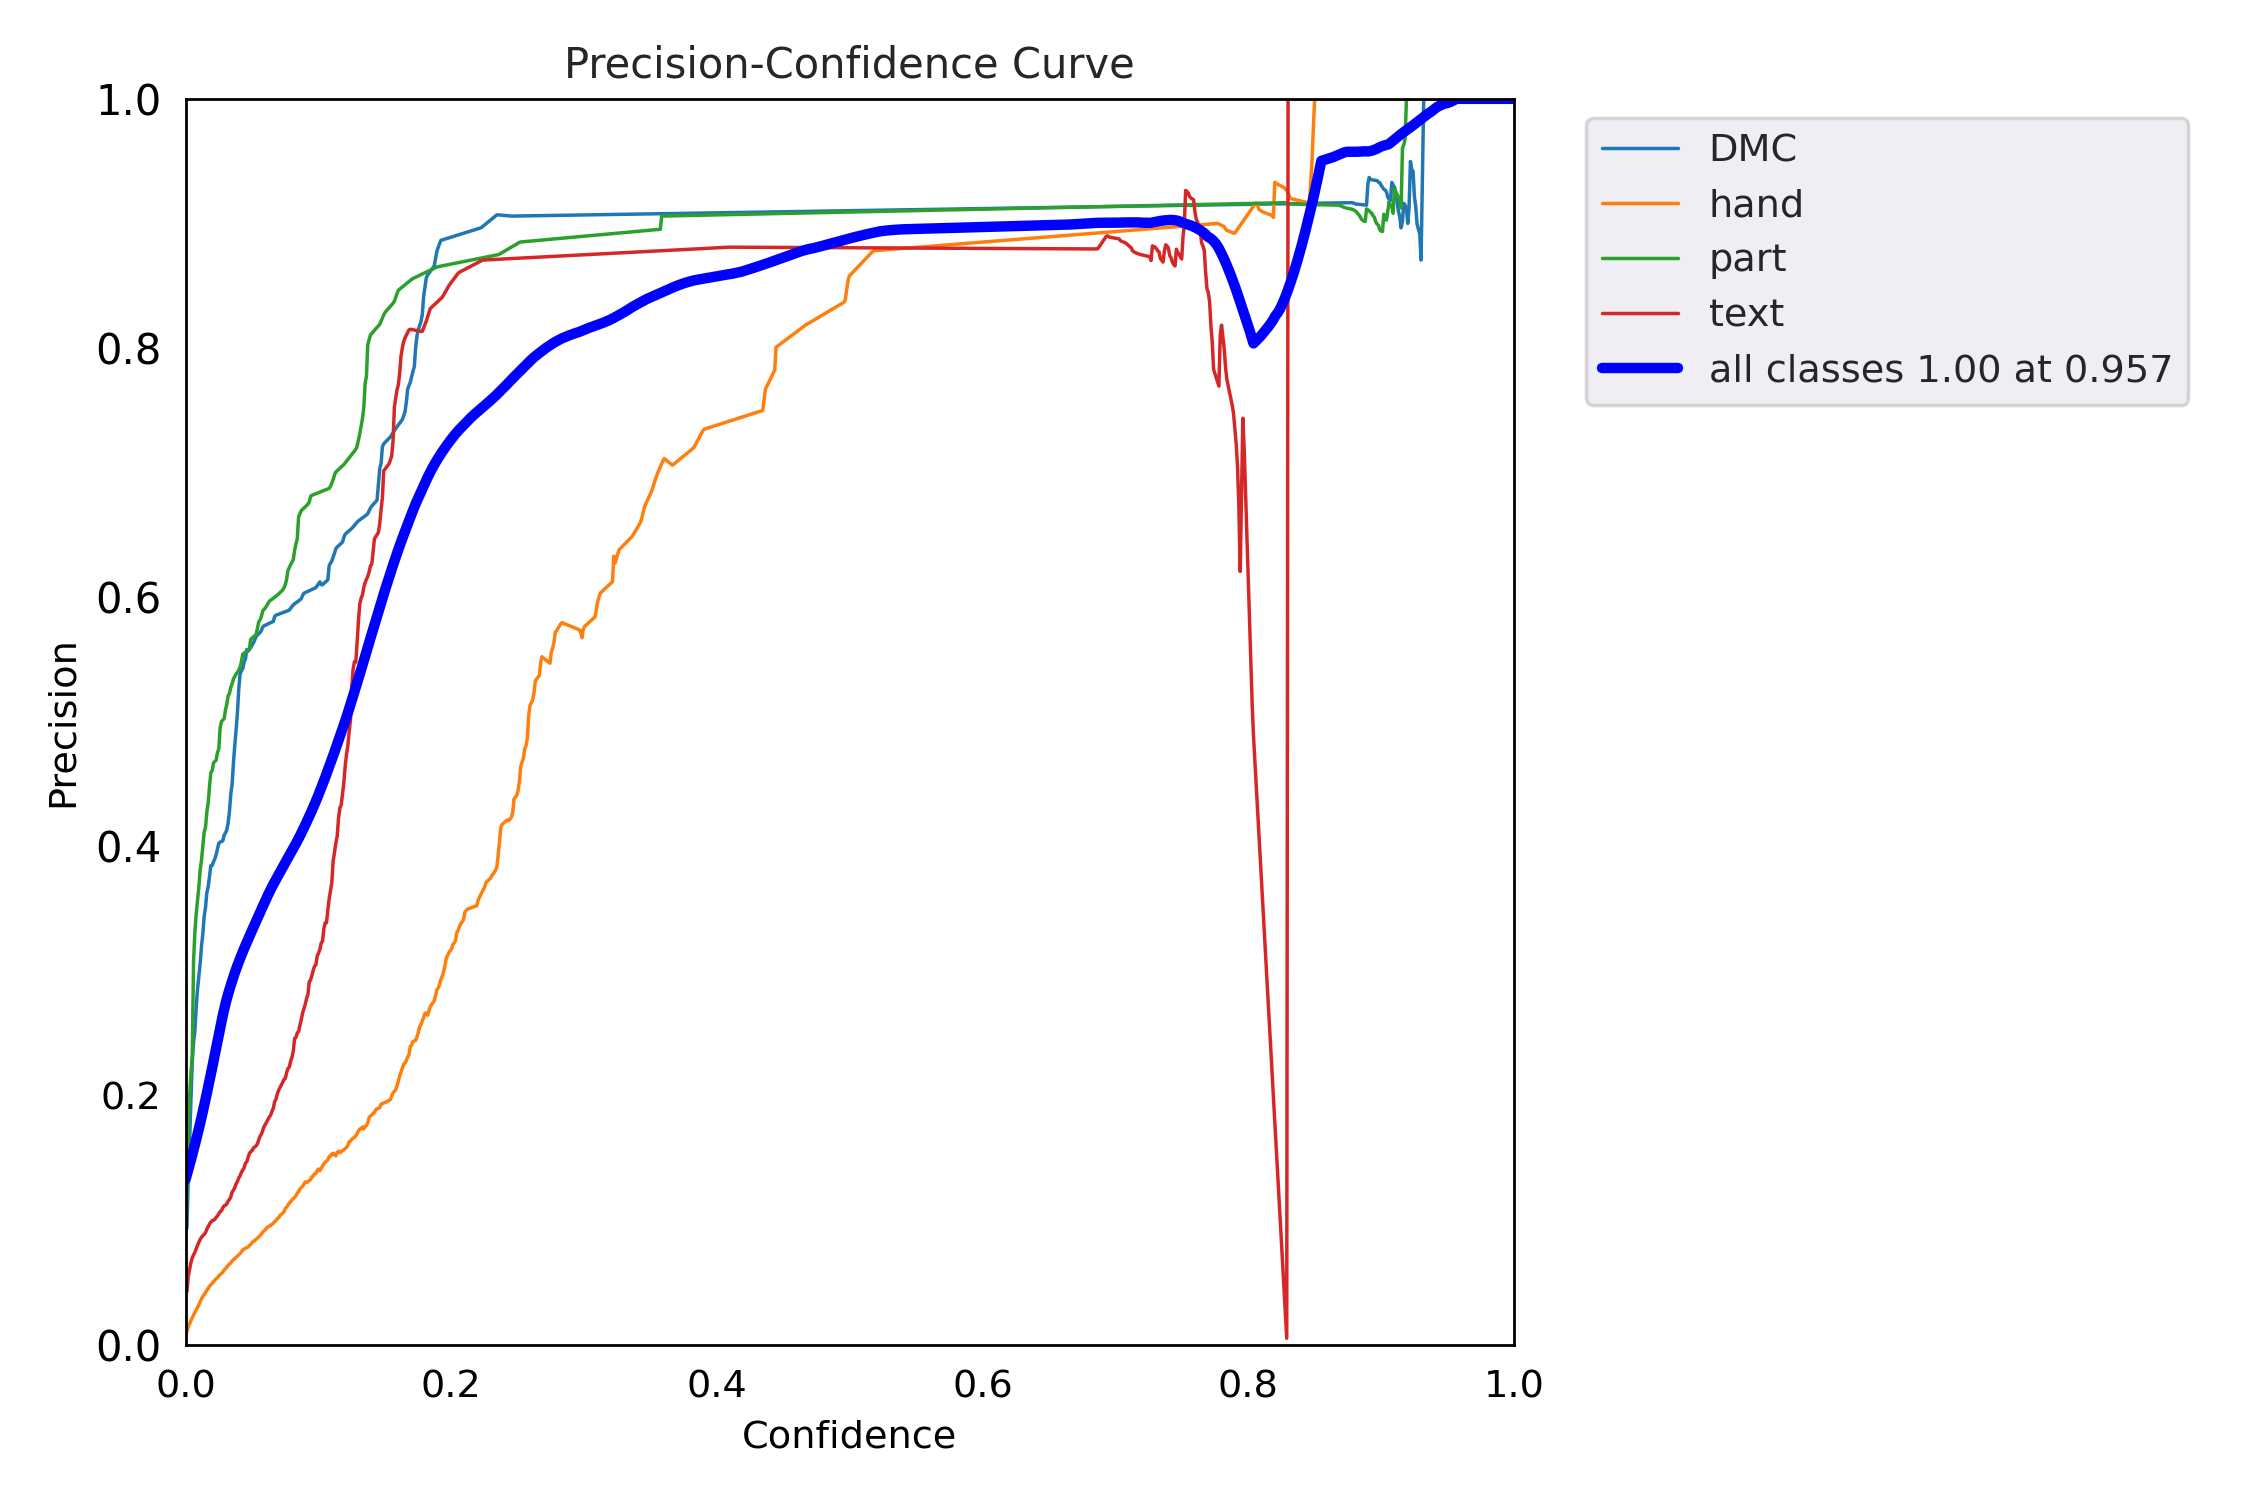 Precision-Confidence Curve
1.0
0.8
0.6
0.4
0.2
0.0
Precision
0.0 0.2 0.4 0.6 0.8 1.0
Confidence
DMC
hand
part
text
all classes 1.00 at 0.957